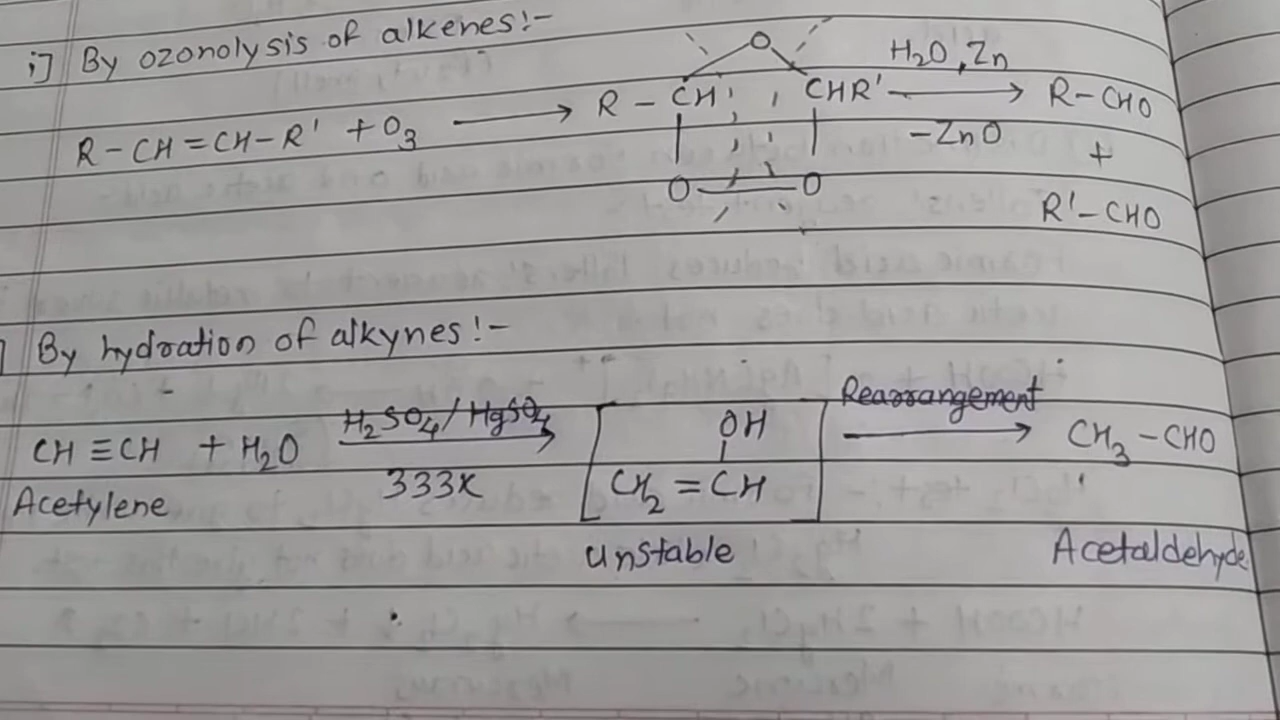 i] By ozonolysis of alkenes:-
O
H₂O, Zn
R-CH=CH-R' + O₃ → R-CH CHR' → R-CHO
-ZnO
+
O O
R'-CHO
] By hydration of alkynes:-
OH
CH≡CH + H₂O H₂SO₄/HgSO₄ → [CH₂=CH] Rearrangement → CH₃-CHO
333K
Acetylene
unstable Acetaldehyde